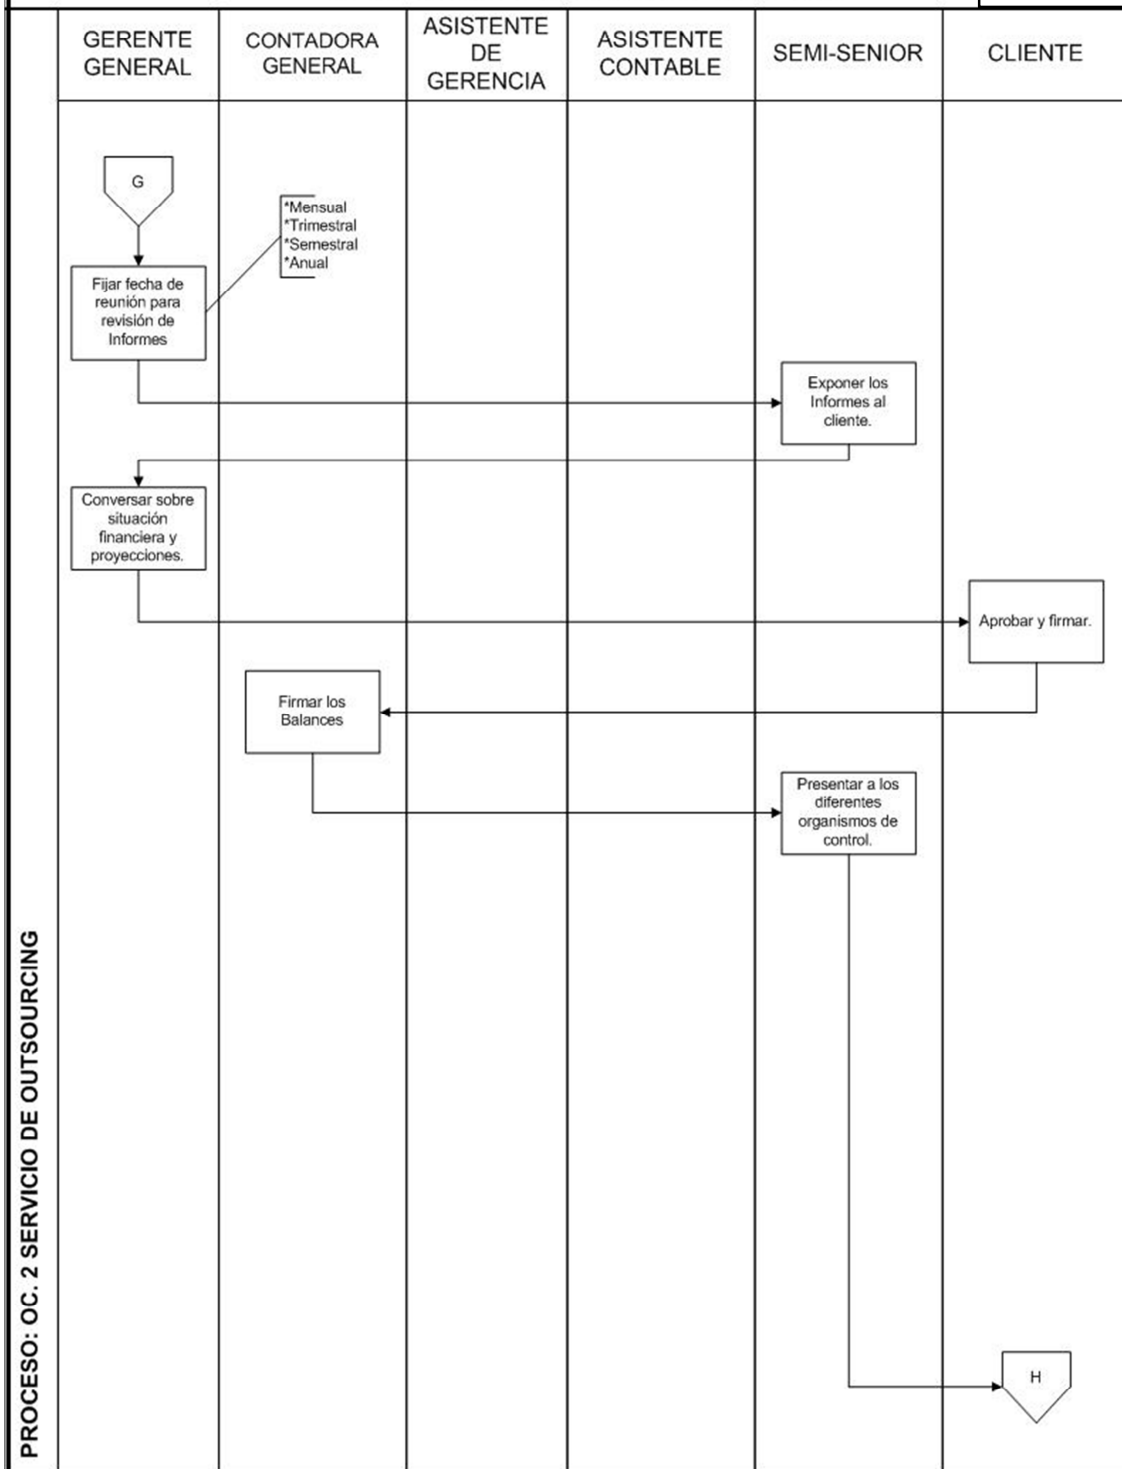 GERENTE
GENERAL
CONTADORA
GENERAL
ASISTENTE
DE
GERENCIA
ASISTENTE
CONTABLE
SEMI-SENIOR
CLIENTE
G
*Mensual
*Trimestral
*Semestral
*Anual
Fijar fecha de
reunión para
revisión de
Informes
Exponer los
Informes al
cliente.
Conversar sobre
situación
financiera y
proyecciones.
Aprobar y firmar.
Firmar los
Balances
Presentar a los
diferentes
organismos de
control.
H
PROCESO: OC. 2 SERVICIO DE OUTSOURCING